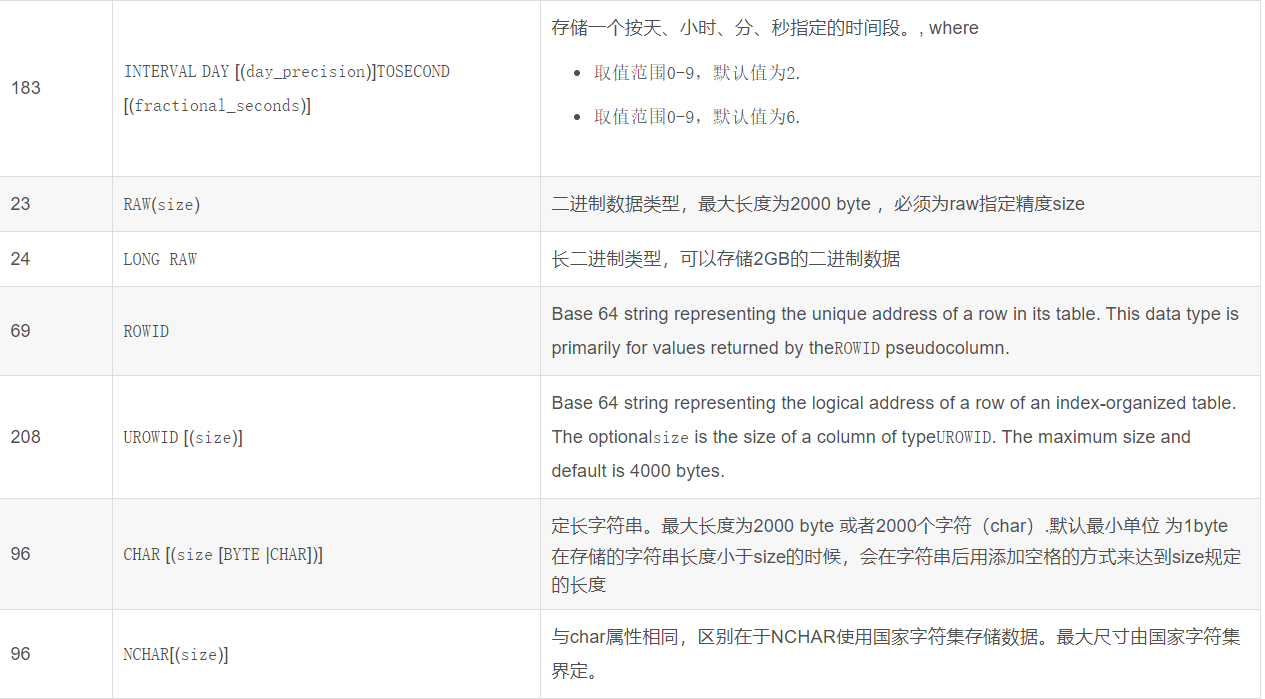 183
INTERVAL DAY [(day_precision)]TOSECOND
[(fractional_seconds)]
存储一个按天、小时、分、秒指定的时间段。, where
• 取值范围0-9，默认值为2.
• 取值范围0-9，默认值为6.
23
RAW(size)
二进制数据类型，最大长度为2000 byte ，必须为raw指定精度size
24
LONG RAW
长二进制类型，可以存储2GB的二进制数据
69
ROWID
Base 64 string representing the unique address of a row in its table. This data type is
primarily for values returned by theROWID pseudocolumn.
208
UROWID [(size)]
Base 64 string representing the logical address of a row of an index-organized table.
The optionalsize is the size of a column of typeUROWID. The maximum size and
default is 4000 bytes.
96
CHAR [(size [BYTE |CHAR])]
定长字符串。最大长度为2000 byte 或者2000个字符（char）.默认最小单位 为1byte
在存储的字符串长度小于size的时候，会在字符串后用添加空格的方式来达到size规定
的长度
96
NCHAR[(size)]
与char属性相同，区别在于NCHAR使用国家字符集存储数据。最大尺寸由国家字符集
界定。